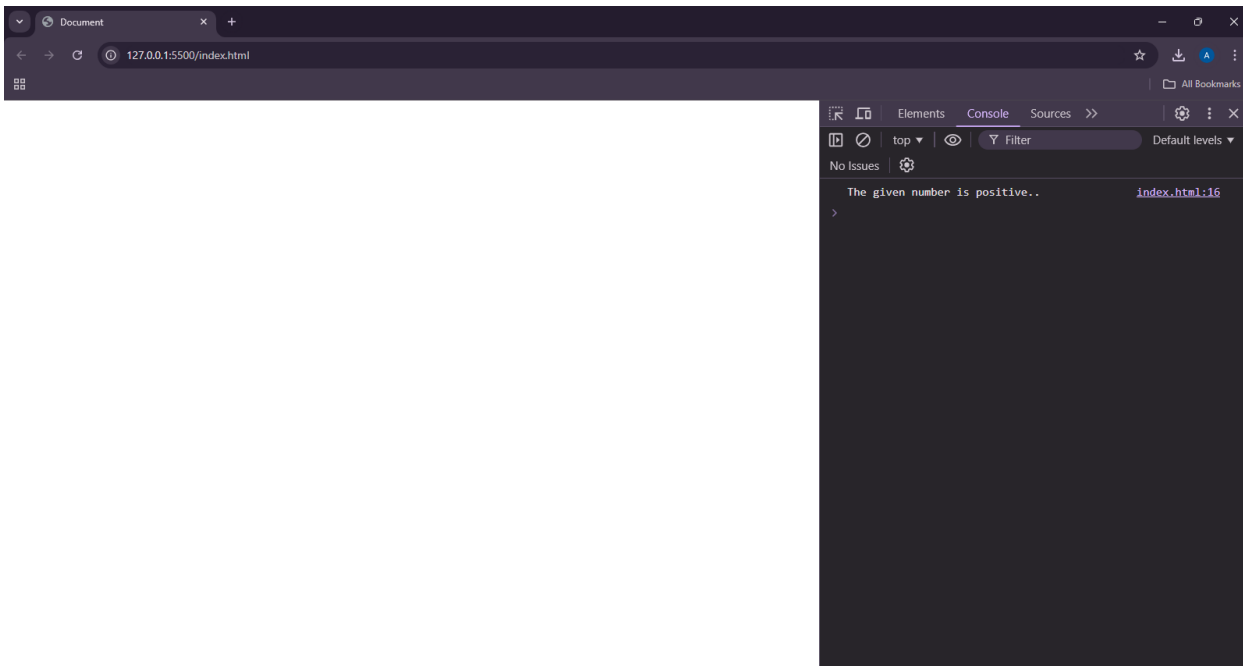 Document
127.0.0.1:5500/index.html
A
All Bookmarks
Elements Console Sources
top Filter Default levels
No Issues
The given number is positive.. index.html:16